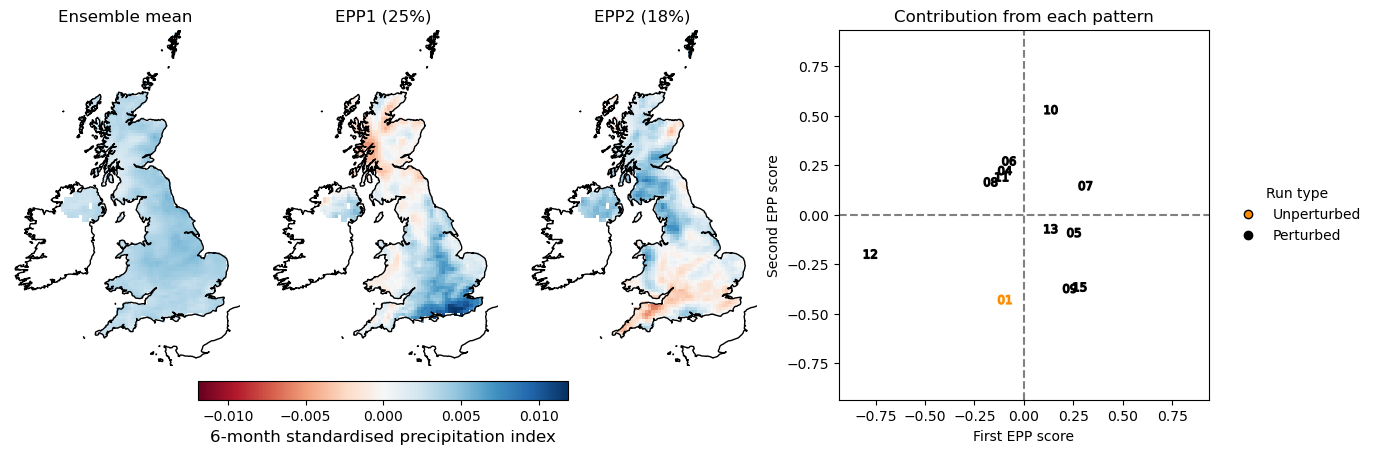 Ensemble mean
EPP1 (25%)
EPP2 (18%)
−0.010 −0.005 0.000 0.005 0.010
6-month standardised precipitation index
Contribution from each pattern
Second EPP score
0.75
0.50
0.25
0.00
−0.25
−0.50
−0.75
10
06
04
11
08
07
13
05
12
09
15
01
−0.75 −0.50 −0.25 0.00 0.25 0.50 0.75
First EPP score
Run type
Unperturbed
Perturbed